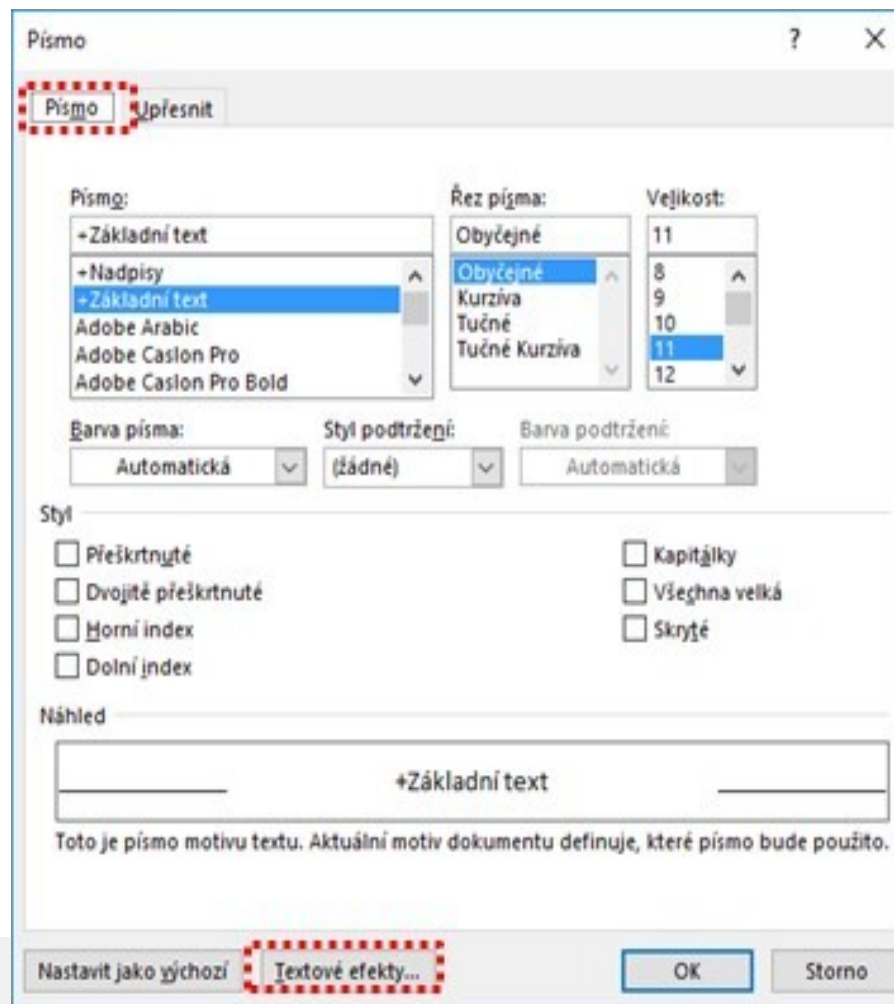 Písmo ? X
Písmo Upřesnit
Písmo: Řez písma: Velikost:
+Základní text Obyčejné 11
+Nadpisy Obyčejné 8
+Základní text Kurzíva 9
Adobe Arabic Tučné 10
Adobe Caslon Pro Tučné Kurzíva 11
Adobe Caslon Pro Bold 12
Barva písma: Styl podtržení: Barva podtržení:
Automatická (žádné) Automatická
Styl
Přeškrtnuté Kapitálky
Dvojitě přeškrtnuté Všechna velká
Horní index Skryté
Dolní index
Náhled
+Základní text
Toto je písmo motivu textu. Aktuální motiv dokumentu definuje, které písmo bude použito.
Nastavit jako výchozí Textové efekty... OK Storno